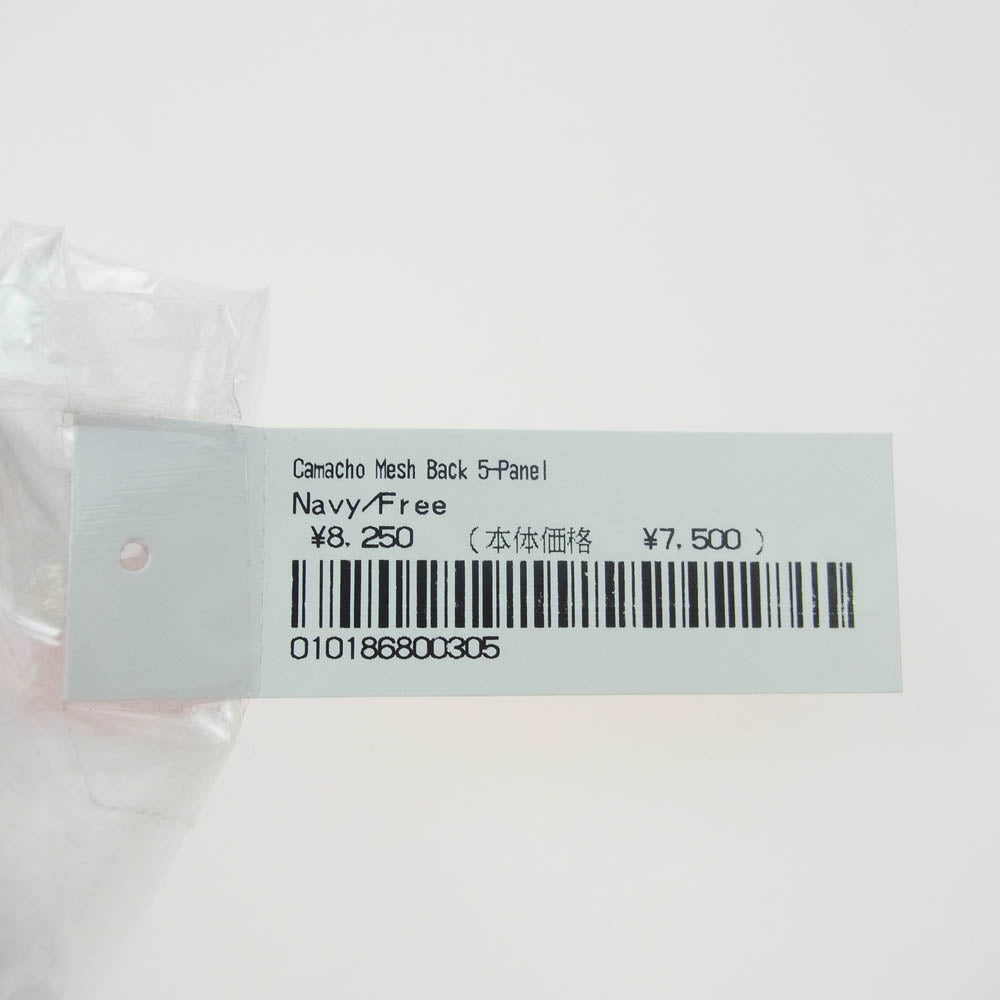 Camacho Mesh Back 5-Panel
Navy/Free
¥8,250 (本体価格 ¥7,500)
010186800305